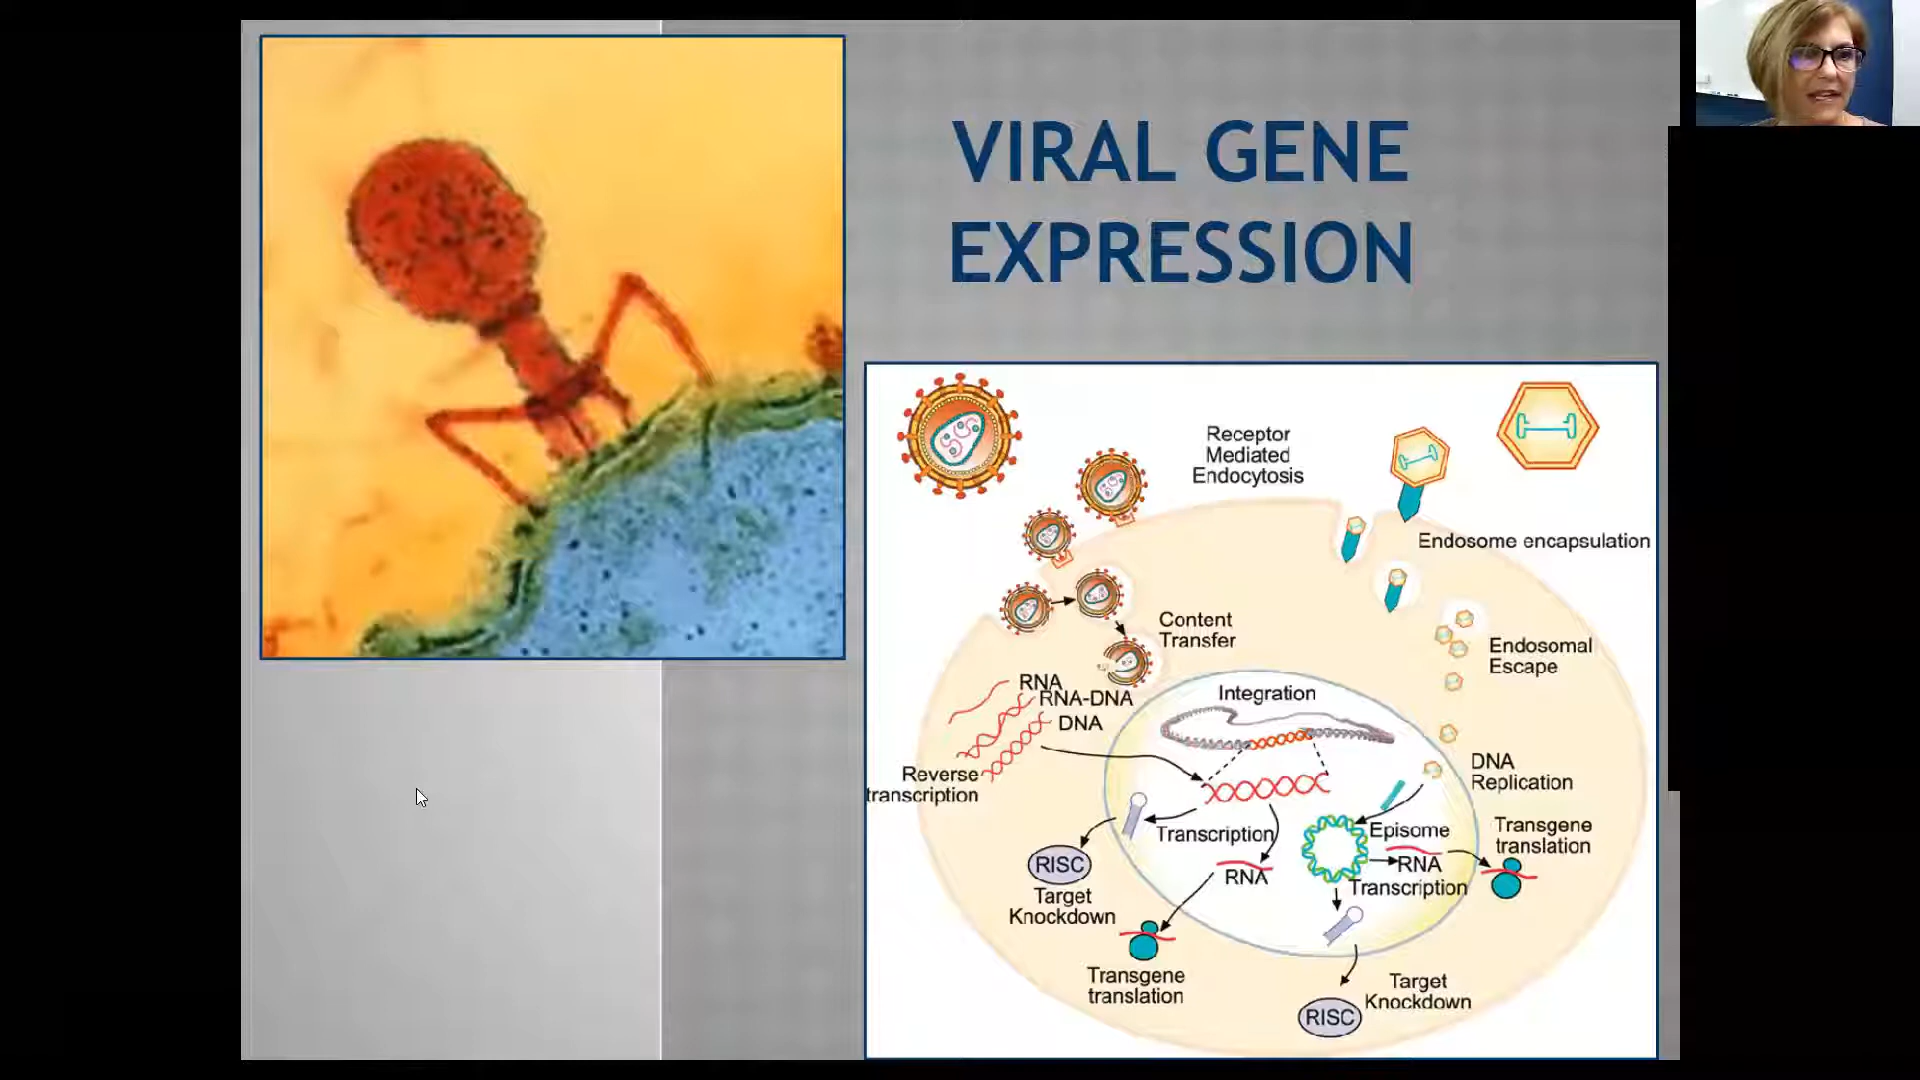 VIRAL GENE
EXPRESSION
Receptor
Mediated
Endocytosis
Endosome encapsulation
Content
Transfer
Endosomal
Escape
RNA
RNA-DNA
DNA
Reverse
transcription
Integration
DNA
Replication
Transcription
RNA
Episome
RNA
Transcription
Transgene
translation
RISC
Target
Knockdown
Transgene
translation
Target
Knockdown
RISC